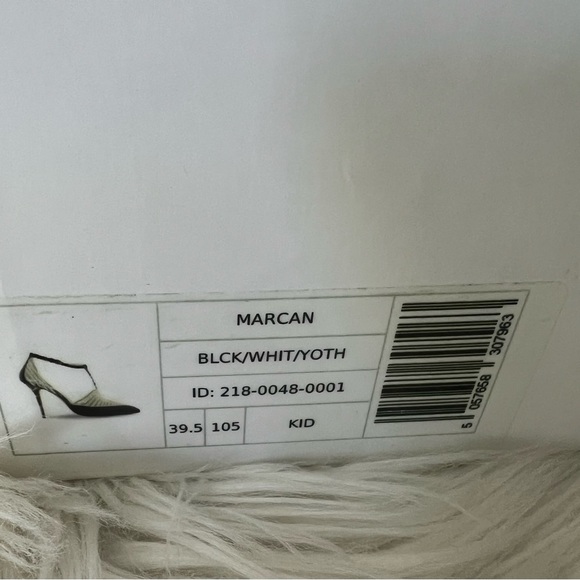 MARCAN
BLCK/WHIT/YOTH
ID: 218-0048-0001
39.5 105 KID
5 057658 307963